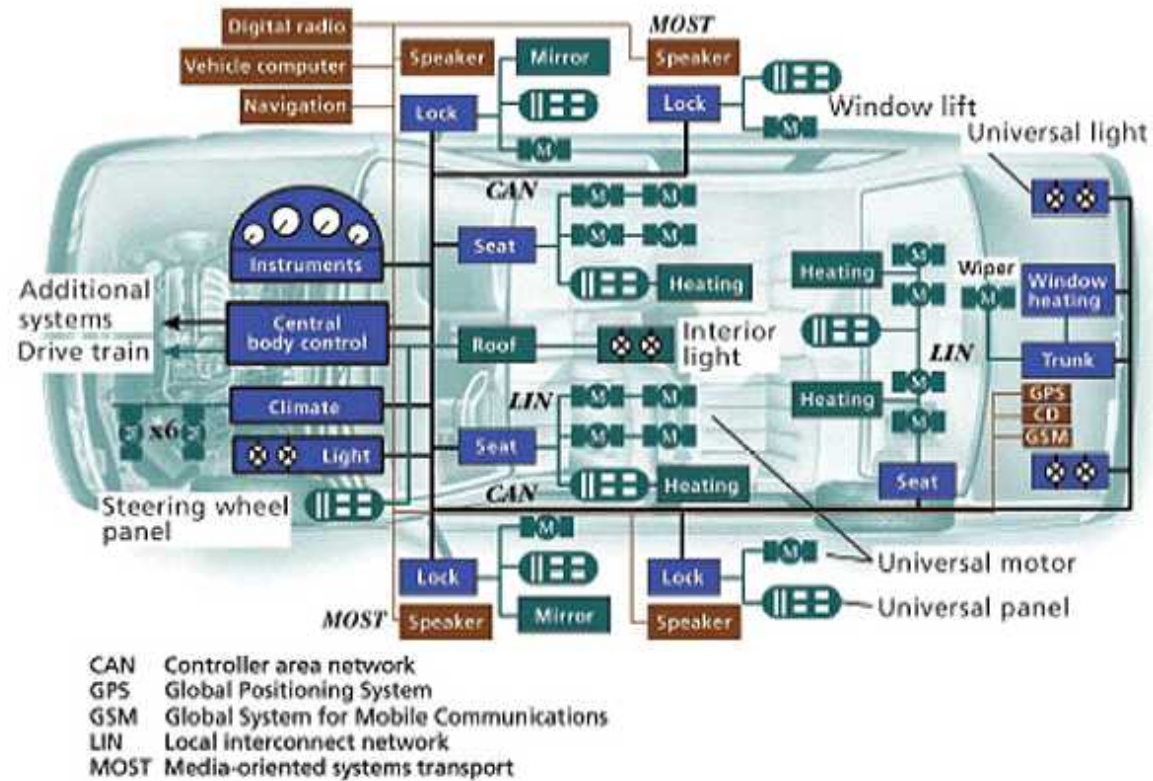 Digital radio
MOST
Speaker
Mirror
Speaker
Vehicle computer
Navigation
Lock
Lock
M
M
Window lift
Universal light
CAN
M
M
Instruments
Seat
M
M
Heating
Heating
M
M
Wiper
M
Window
heating
Additional
systems
Drive train
Central
body control
Roof
Interior
light
LIN
Trunk
Climate
LIN
M
M
Heating
M
M
GPS
CD
GSM
x6
M
M
Light
Seat
M
M
CAN
Heating
Seat
Steering wheel
panel
Lock
M
Lock
M
Universal motor
MOST
Speaker
Mirror
Speaker
Universal panel
CAN Controller area network
GPS Global Positioning System
GSM Global System for Mobile Communications
LIN Local interconnect network
MOST Media-oriented systems transport